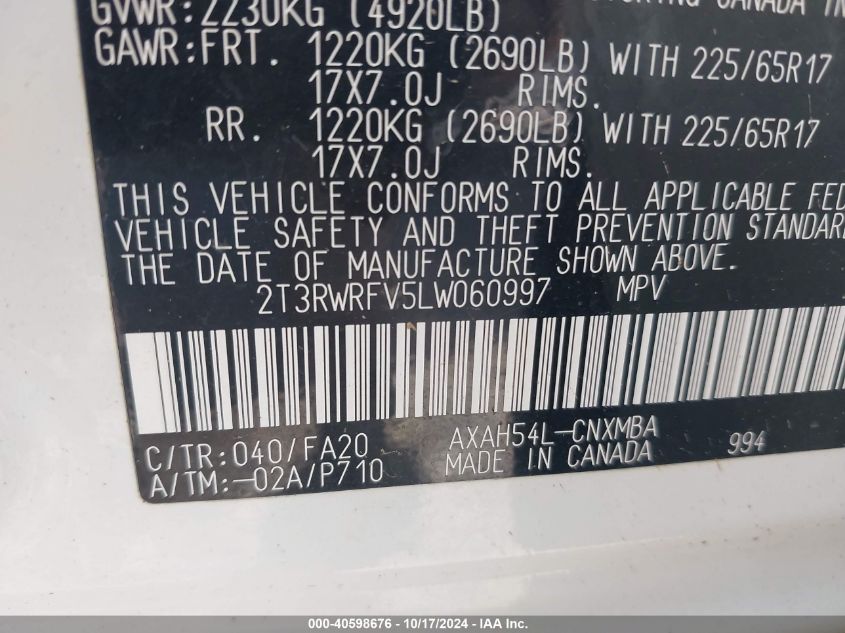 GVWR:2230KG (4920LB)
CANADA IN
GAWR:FRT. 1220KG (2690LB) WITH 225/65R17
17X7.0J RIMS.
RR. 1220KG (2690LB) WITH 225/65R17
17X7.0J RIMS.
THIS VEHICLE CONFORMS TO ALL APPLICABLE FED
VEHICLE SAFETY AND THEFT PREVENTION STANDAR
THE DATE OF MANUFACTURE SHOWN ABOVE.
2T3RWRFV5LW060997 MPV
C/TR:040/FA20 AXAH54L-CNXMBA 994
A/TM:-02A/P710 MADE IN CANADA
000-40598676 - 10/17/2024 - IAA Inc.